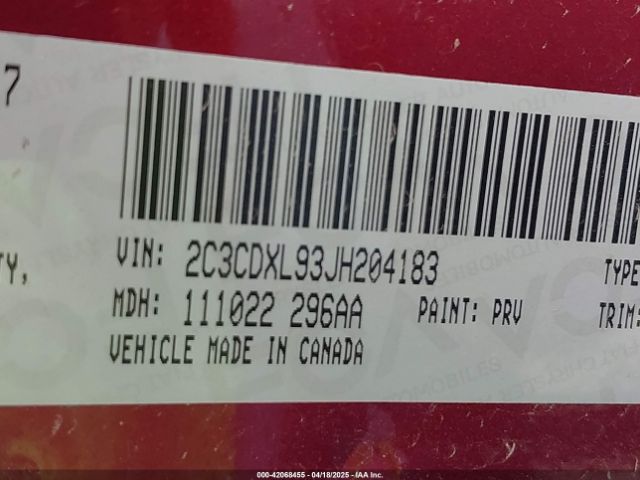 7
TY,
VIN: 2C3CDXL93JH204183
TYPE
MDH: 111022 296AA
PAINT: PRV
TRIM:
VEHICLE MADE IN CANADA
000-42068455 - 04/18/2025 - IAA Inc.